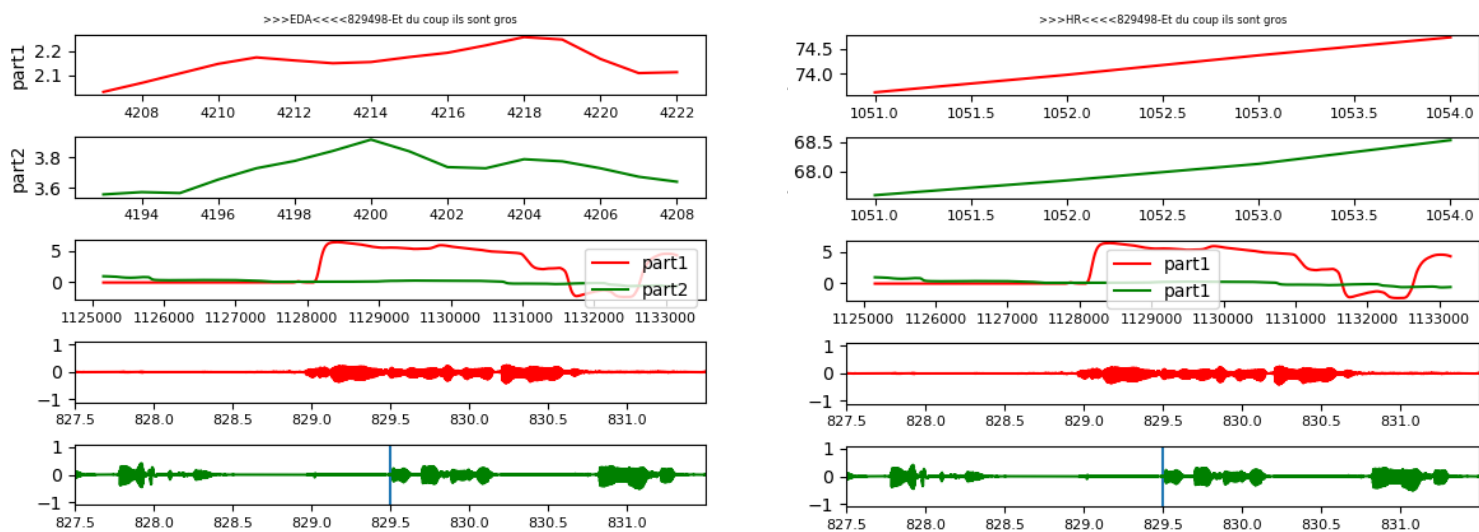 >>>EDA<<<<829498-Et du coup ils sont gros
part1
2.2
2.1
4208 4210 4212 4214 4216 4218 4220 4222
part2
3.8
3.6
4194 4196 4198 4200 4202 4204 4206 4208
5
0
part1
part2
1125000 1126000 1127000 1128000 1129000 1130000 1131000 1132000 1133000
1
0
−1
827.5 828.0 828.5 829.0 829.5 830.0 830.5 831.0
1
0
−1
827.5 828.0 828.5 829.0 829.5 830.0 830.5 831.0
>>>HR<<<<829498-Et du coup ils sont gros
74.5
74.0
1051.0 1051.5 1052.0 1052.5 1053.0 1053.5 1054.0
68.5
68.0
1051.0 1051.5 1052.0 1052.5 1053.0 1053.5 1054.0
5
0
part1
part1
1125000 1126000 1127000 1128000 1129000 1130000 1131000 1132000 1133000
1
0
−1
827.5 828.0 828.5 829.0 829.5 830.0 830.5 831.0
1
0
−1
827.5 828.0 828.5 829.0 829.5 830.0 830.5 831.0